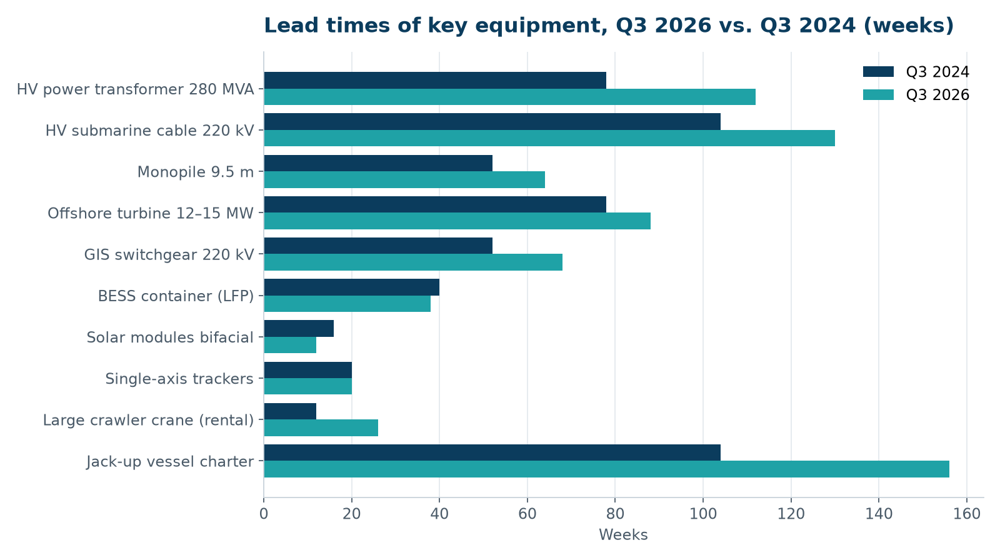 Lead times of key equipment, Q3 2026 vs. Q3 2024 (weeks)
Q3 2024
Q3 2026
HV power transformer 280 MVA
HV submarine cable 220 kV
Monopile 9.5 m
Offshore turbine 12–15 MW
GIS switchgear 220 kV
BESS container (LFP)
Solar modules bifacial
Single-axis trackers
Large crawler crane (rental)
Jack-up vessel charter
0 20 40 60 80 100 120 140 160
Weeks